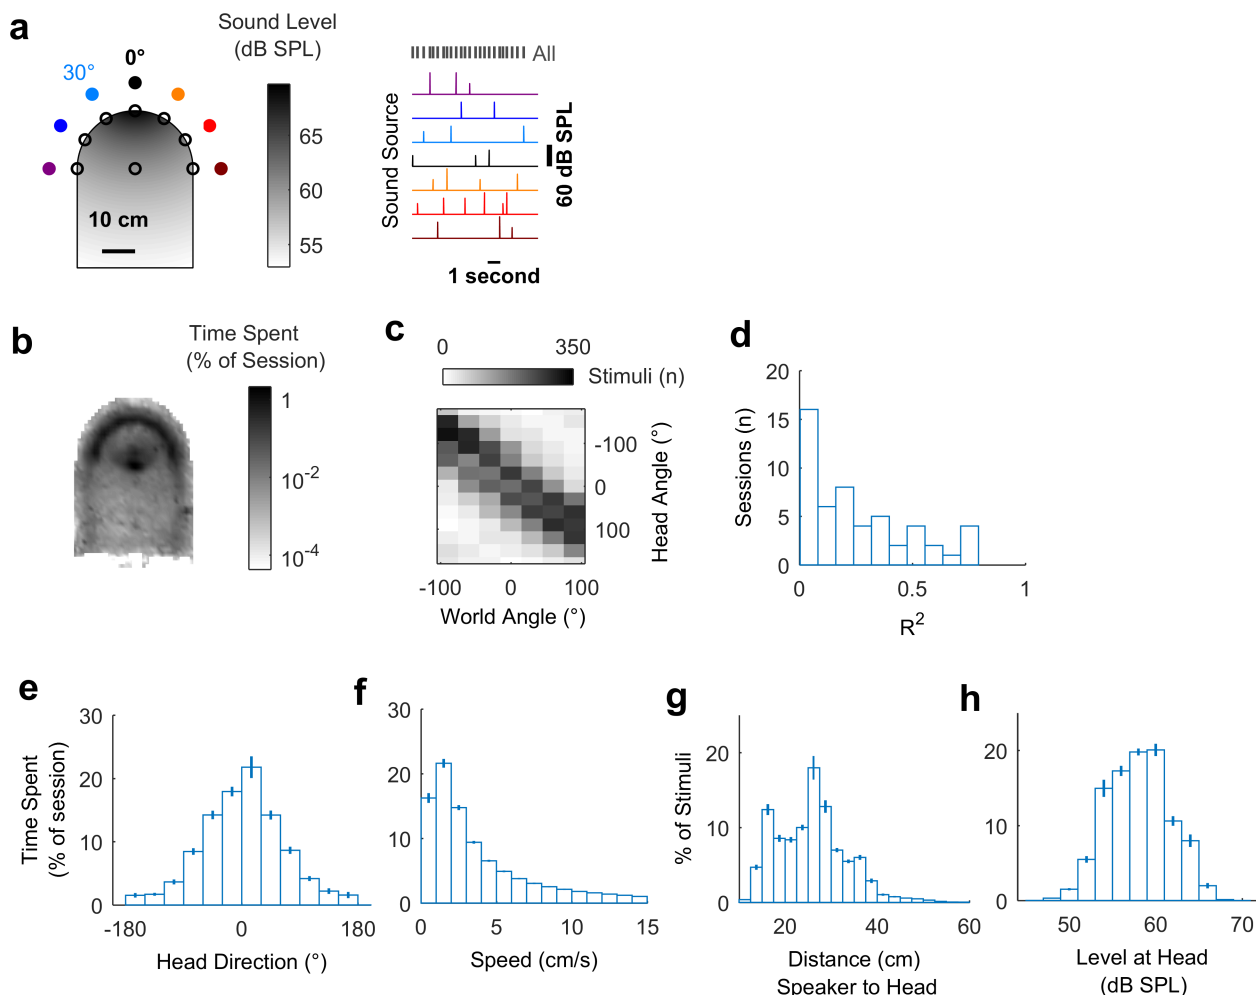 a
Sound Level
(dB SPL)
0°
30°
65
60
55
10 cm
All
Sound Source
60 dB SPL
1 second
b
Time Spent
(% of Session)
1
10-2
10-4
c
0 350
Stimuli (n)
-100
0
100
Head Angle (°)
-100 0 100
World Angle (°)
d
20
15
10
5
0
Sessions (n)
0 0.5 1
R2
e
30
20
10
0
Time Spent
(% of session)
-180 0 180
Head Direction (°)
f
30
20
10
0
0 5 10 15
Speed (cm/s)
g
20
10
0
% of Stimuli
20 40 60
Distance (cm)
Speaker to Head
h
20
10
0
50 60 70
Level at Head
(dB SPL)